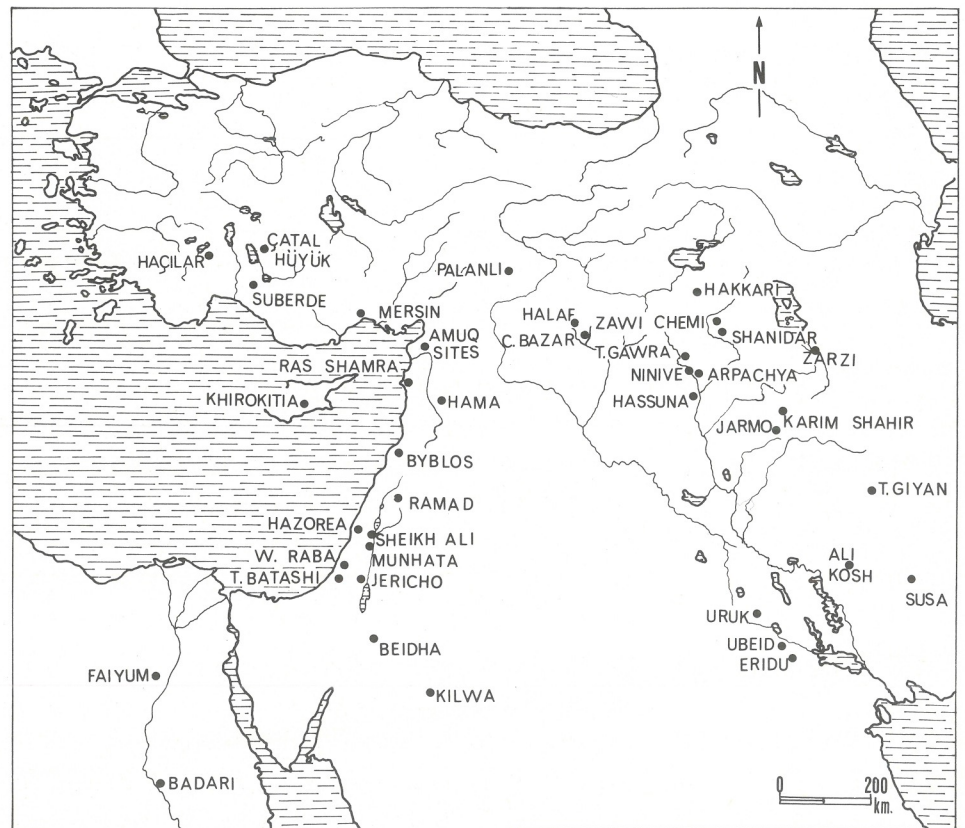 N
ÇATAL
HÜYÜK
HAÇILAR
PALANLI
SUBERDE
HAKKARI
MERSIN
HALAF
ZAWI CHEMI
C. BAZAR
SHANIDAR
AMUQ
SITES
T. GAWRA
ZARZI
RAS SHAMRA
NINIVE
ARPACHYA
KHIROKITIA
HAMA
HASSUNA
JARMO
KARIM SHAHIR
BYBLOS
T. GIYAN
RAMAD
HAZOREA
SHEIKH ALI
W. RABA
MUNHATA
ALI
KOSH
T. BATASHI
JERICHO
SUSA
URUK
BEIDHA
UBEID
ERIDU
FAIYUM
KILWA
BADARI
0 200
km.